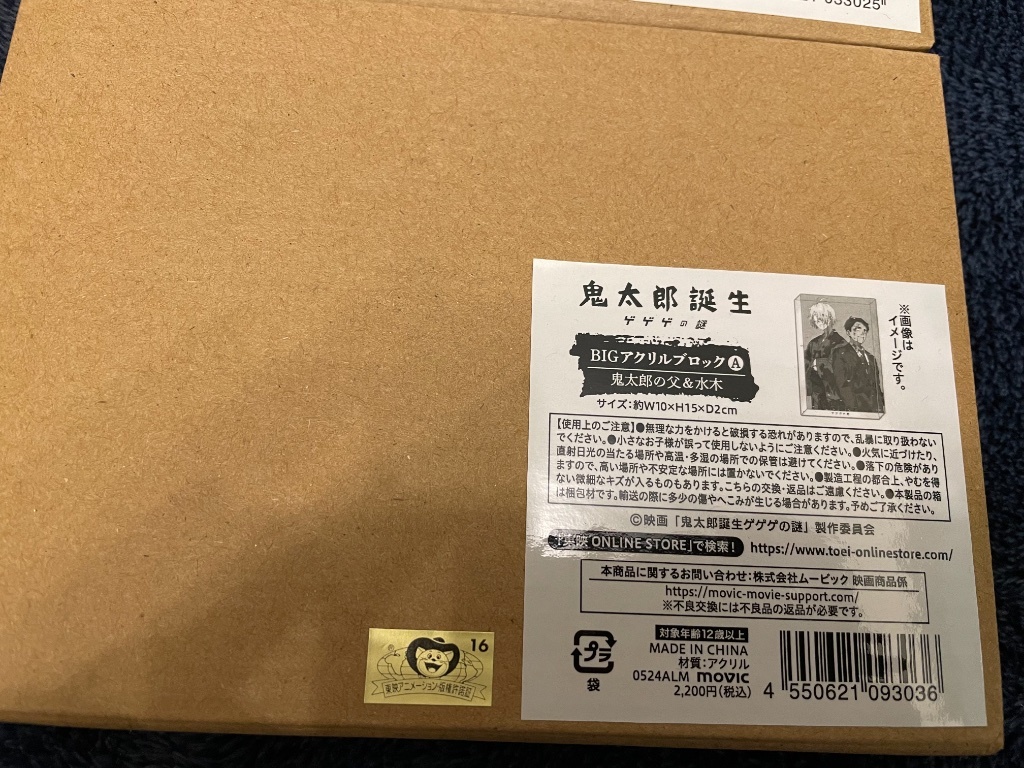 033025"
鬼太郎誕生
ゲゲゲの謎
BIGアクリルブロックⒶ
鬼太郎の父&水木
サイズ:約W10×H15×D2cm
※画像は
イメージです。
【使用上のご注意】●無理な力をかけると破損する恐れがありますので、乱暴に取り扱わない
でください。●小さなお子様が誤って使用しないようにご注意ください。●火気に近づけたり、
直射日光の当たる場所や高温・多湿の場所での保管は避けてください。●落下の危険があり
ますので、高い場所や不安定な場所には置かないでください。●製造工程の都合上、やむを得
ない微細なキズが入るものもあります。こちらの交換・返品はご遠慮ください。●本製品の箱
は梱包材です。輸送の際に多少の傷やへこみが生じる場合があります。予めご了承ください。
©映画「鬼太郎誕生ゲゲゲの謎」製作委員会
「東映 ONLINE STORE」で検索! https://www.toei-onlinestore.com/
本商品に関するお問い合わせ:株式会社ムービック 映画商品係
https://movic-movie-support.com/
※不良交換には不良品の返品が必要です。
プラ
袋
対象年齢12歳以上
MADE IN CHINA
材質:アクリル
0524ALM movic
2,200円(税込)
4 550621 093036
16
東映アニメーション・版権許諾証